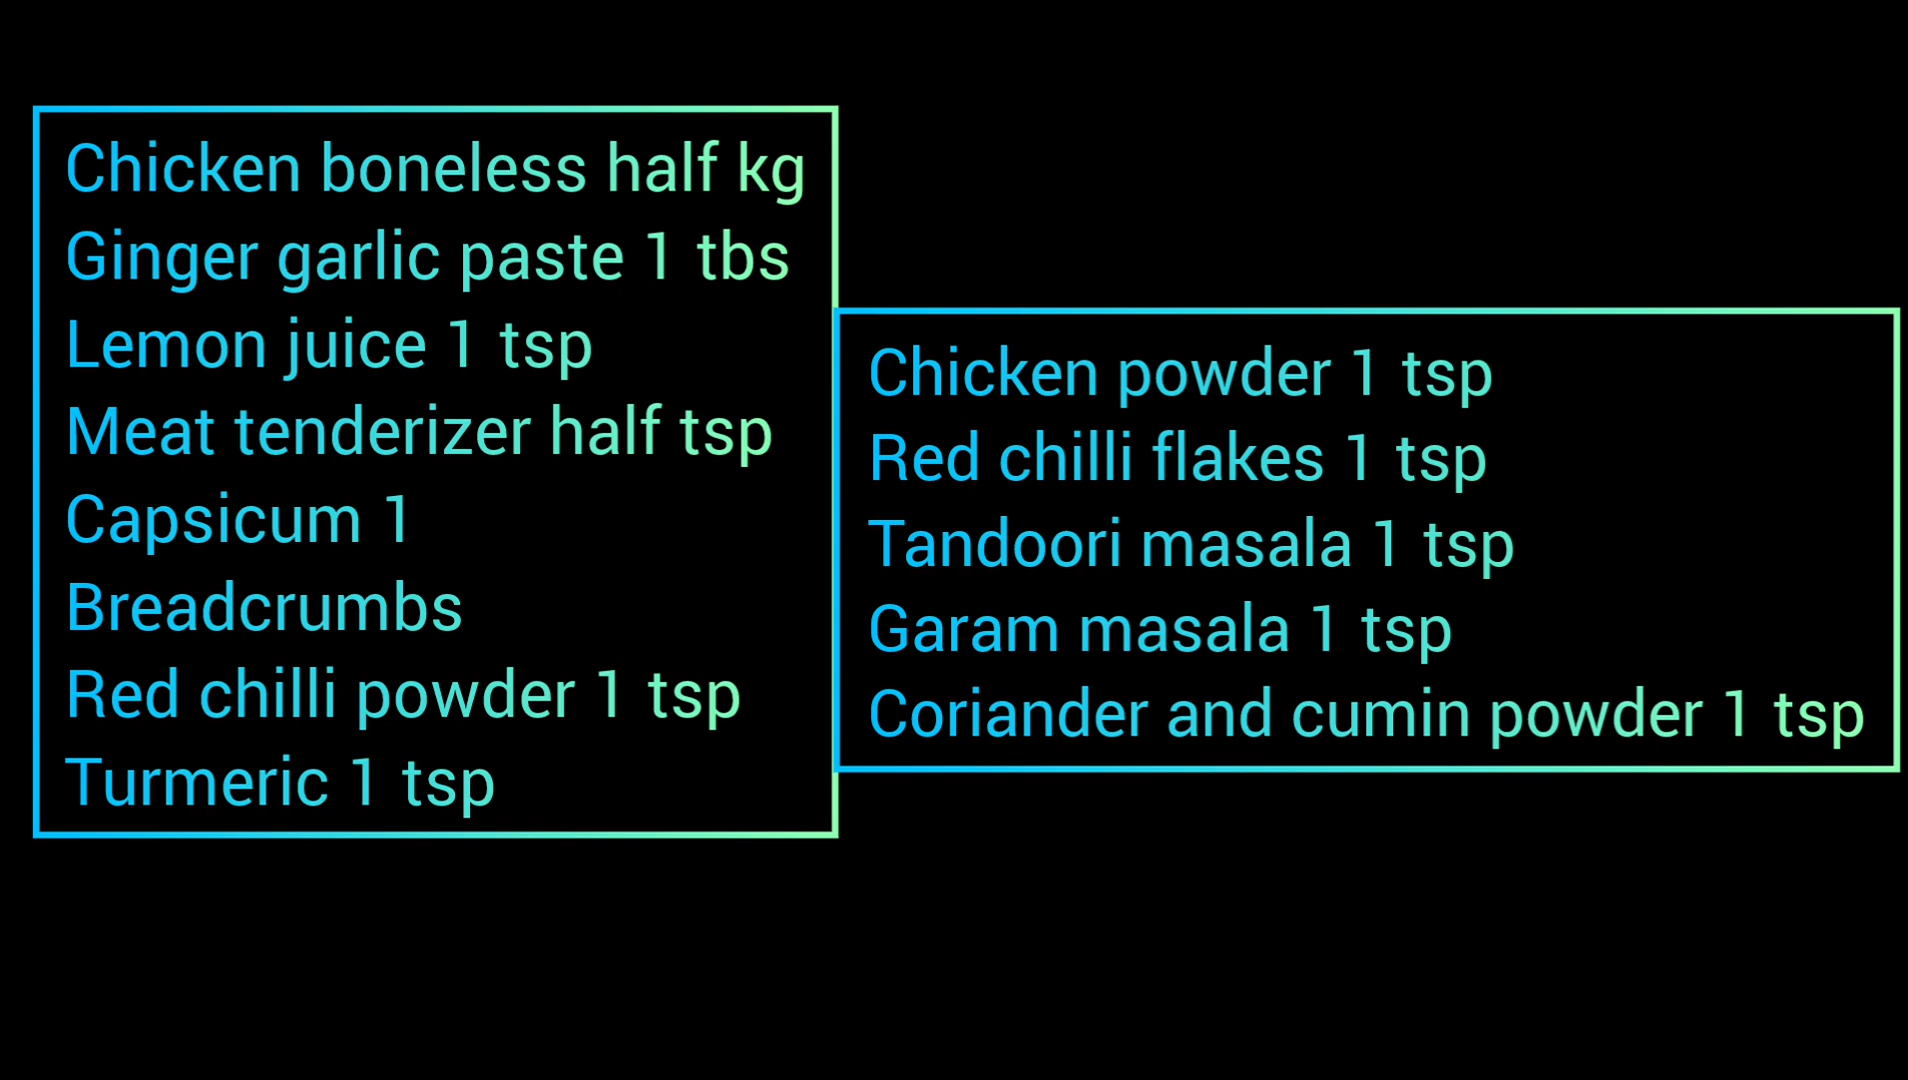 Chicken boneless half kg
Ginger garlic paste 1 tbs
Lemon juice 1 tsp
Meat tenderizer half tsp
Capsicum 1
Breadcrumbs
Red chilli powder 1 tsp
Turmeric 1 tsp
Chicken powder 1 tsp
Red chilli flakes 1 tsp
Tandoori masala 1 tsp
Garam masala 1 tsp
Coriander and cumin powder 1 tsp